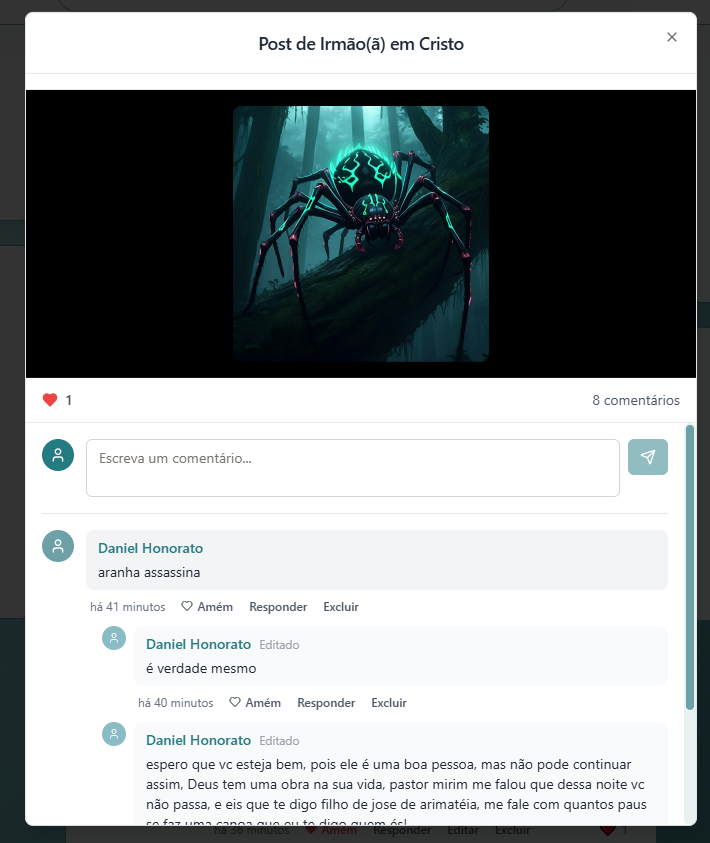 Post de Irmão(ã) em Cristo
1
8 comentários
Escreva um comentário...
Daniel Honorato
aranha assassina
há 41 minutos Amém Responder Excluir
Daniel Honorato Editado
é verdade mesmo
há 40 minutos Amém Responder Excluir
Daniel Honorato Editado
espero que vc esteja bem, pois ele é uma boa pessoa, mas não pode continuar
assim, Deus tem uma obra na sua vida, pastor mirim me falou que dessa noite vc
não passa, e eis que te digo filho de jose de arimatéia, me fale com quantos paus
se faz uma canoa que eu te digo quem és!
há 36 minutos Amém Responder Editar Excluir
1